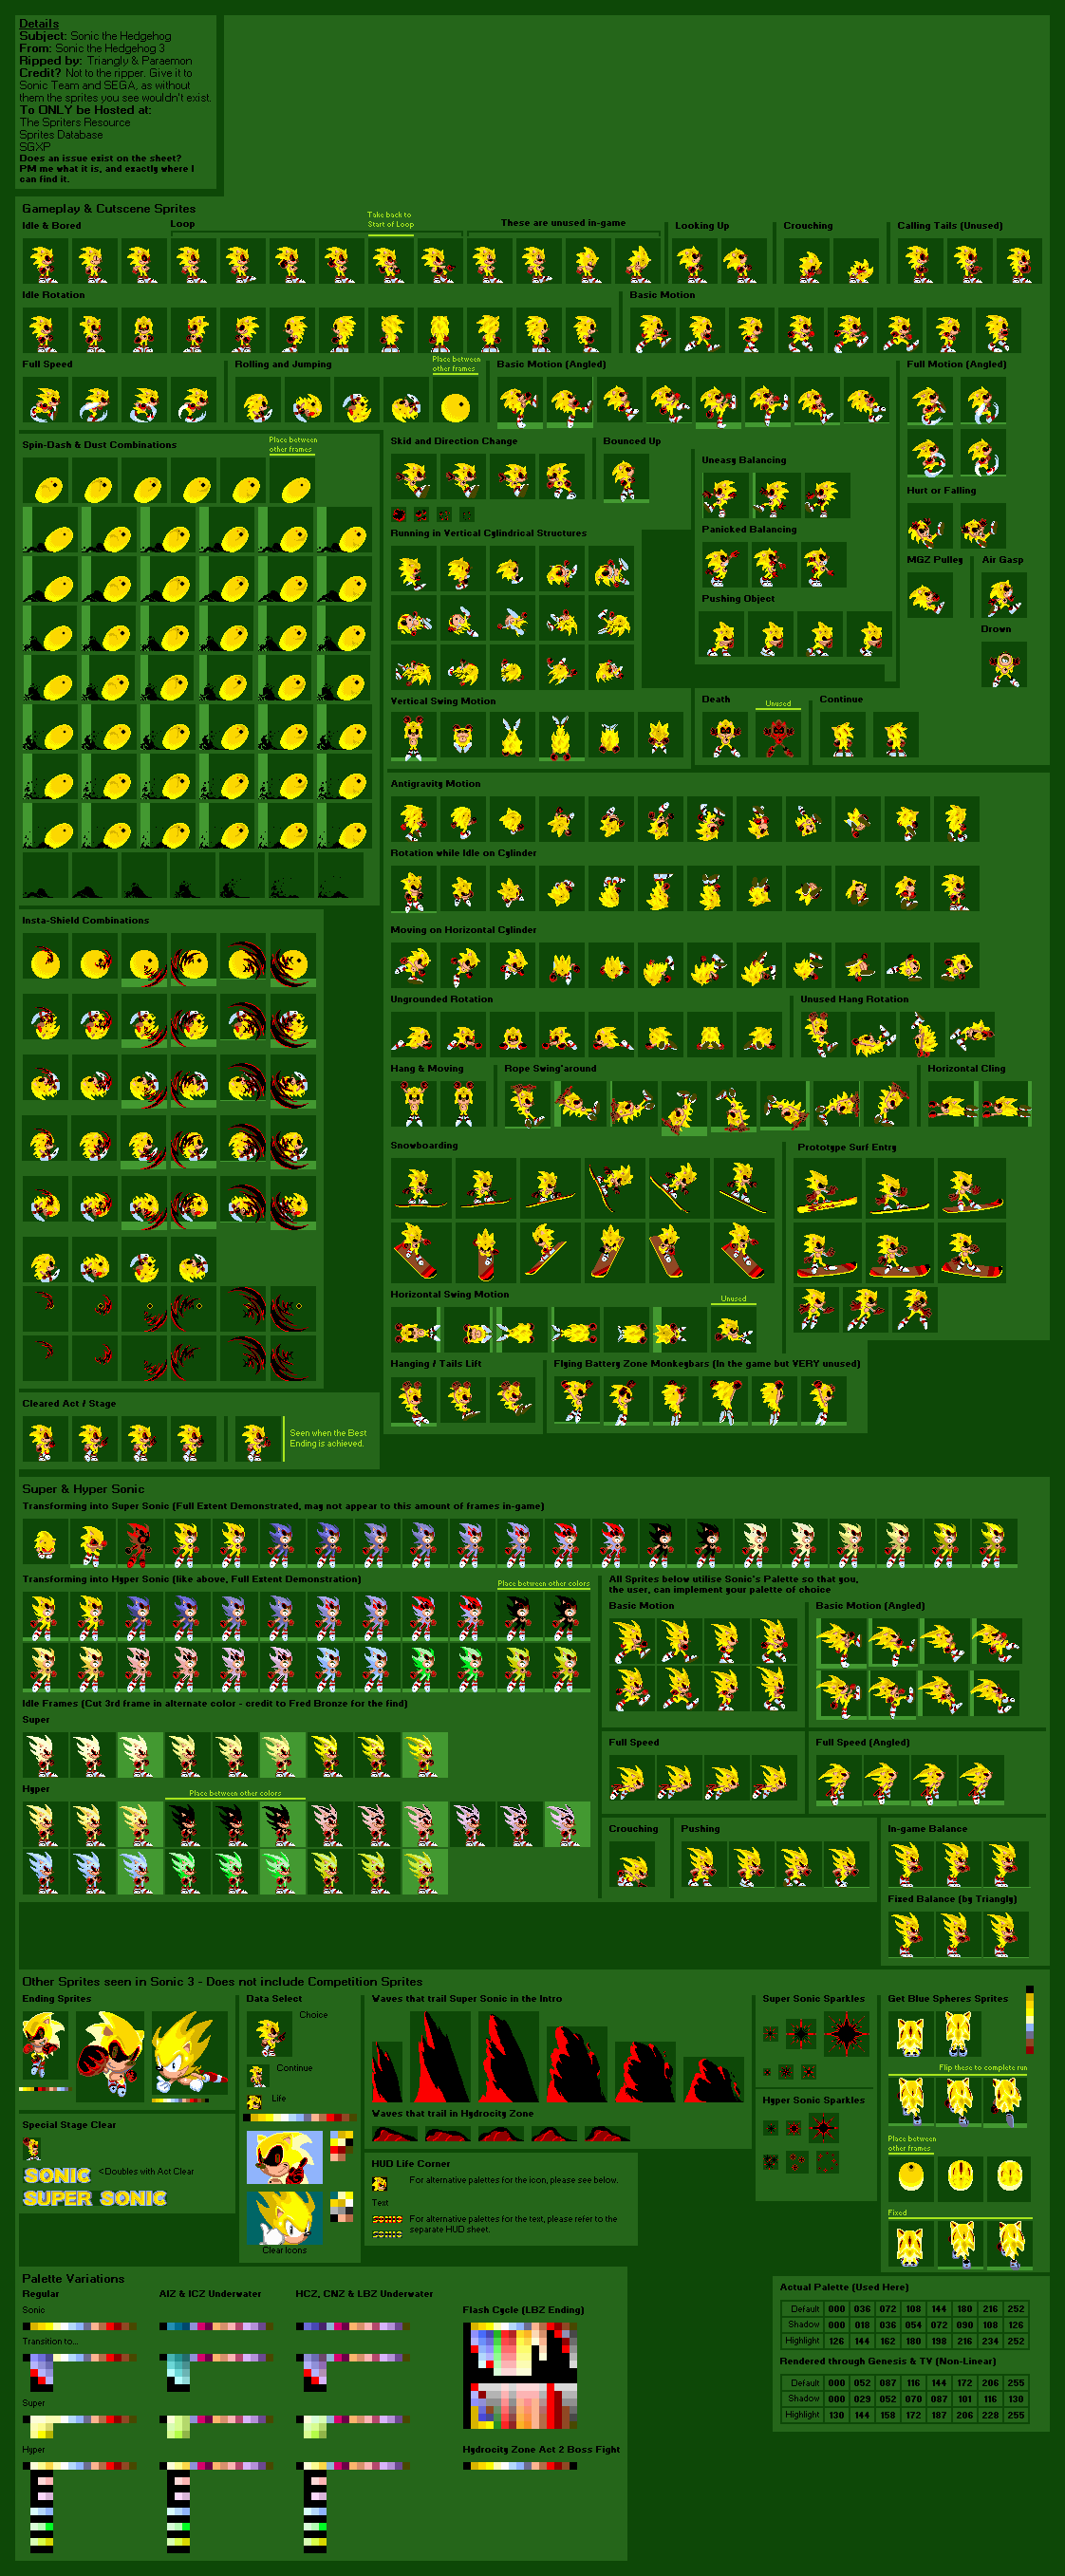 Details
Subject: Sonic the Hedgehog
From: Sonic the Hedgehog 3
Ripped by: Triangly & Paraemon
Credit? Not to the ripper. Give it to
Sonic Team and SEGA, as without
them the sprites you see wouldn't exist.
To ONLY be Hosted at:
The Spriters Resource
Sprites Database
SGXP
Does an issue exist on the sheet?
PM me what it is, and exactly where I
can find it.
Gameplay & Cutscene Sprites
Idle & Bored
Loop
Take back to
Start of Loop
These are unused in-game
Looking Up
Crouching
Calling Tails (Unused)
Idle Rotation
Basic Motion
Full Speed
Rolling and Jumping
Place between
other frames
Basic Motion (Angled)
Full Motion (Angled)
Spin-Dash & Dust Combinations
Place between
other frames
Skid and Direction Change
Bounced Up
Uneasy Balancing
Hurt or Falling
Panicked Balancing
Running in Vertical Cylindrical Structures
MGZ Pulley
Air Gasp
Pushing Object
Drown
Vertical Swing Motion
Death
Unused
Continue
Antigravity Motion
Rotation while Idle on Cylinder
Insta-Shield Combinations
Moving on Horizontal Cylinder
Ungrounded Rotation
Unused Hang Rotation
Hang & Moving
Rope Swing'around
Horizontal Cling
Snowboarding
Prototype Surf Entry
Horizontal Swing Motion
Unused
Hanging / Tails Lift
Flying Battery Zone Monkeybars (In the game but VERY unused)
Cleared Act / Stage
Seen when the Best
Ending is achieved.
Super & Hyper Sonic
Transforming into Super Sonic (Full Extent Demonstrated, may not appear to this amount of frames in-game)
Transforming into Hyper Sonic (like above, Full Extent Demonstration)
Place between other colors
All Sprites below utilise Sonic's Palette so that you,
the user, can implement your palette of choice
Basic Motion
Basic Motion (Angled)
Idle Frames (Cut 3rd frame in alternate color - credit to Fred Bronze for the find)
Super
Full Speed
Full Speed (Angled)
Hyper
Place between other colors
Crouching
Pushing
In-game Balance
Fixed Balance (by Triangly)
Other Sprites seen in Sonic 3 - Does not include Competition Sprites
Ending Sprites
Data Select
Choice
Continue
Life
Waves that trail Super Sonic in the Intro
Super Sonic Sparkles
Get Blue Spheres Sprites
Flip these to complete run
Hyper Sonic Sparkles
Waves that trail in Hydrocity Zone
Special Stage Clear
<Doubles with Act Clear
SONIC
SUPER SONIC
Clear Icons
HUD Life Corner
For alternative palettes for the icon, please see below.
Text
For alternative palettes for the text, please refer to the
separate HUD sheet.
Place between
other frames
Fixed
Palette Variations
Regular
AIZ & ICZ Underwater
HCZ, CNZ & LBZ Underwater
Sonic
Flash Cycle (LBZ Ending)
Transition to...
Super
Hyper
Hydrocity Zone Act 2 Boss Fight
Actual Palette (Used Here)
Default 000 036 072 108 144 180 216 252
Shadow 000 018 036 054 072 090 108 126
Highlight 126 144 162 180 198 216 234 252
Rendered through Genesis & TV (Non-Linear)
Default 000 052 087 116 144 172 206 255
Shadow 000 029 052 070 087 101 116 130
Highlight 130 144 158 172 187 206 228 255